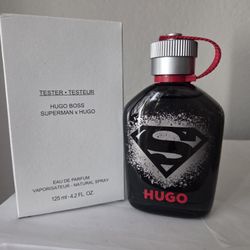 TESTER • TESTEUR
HUGO BOSS
SUPERMAN v HUGO
EAU DE PARFUM
VAPORISATEUR - NATURAL SPRAY
125 ml - 4.2 FL. OZ.
S
HUGO